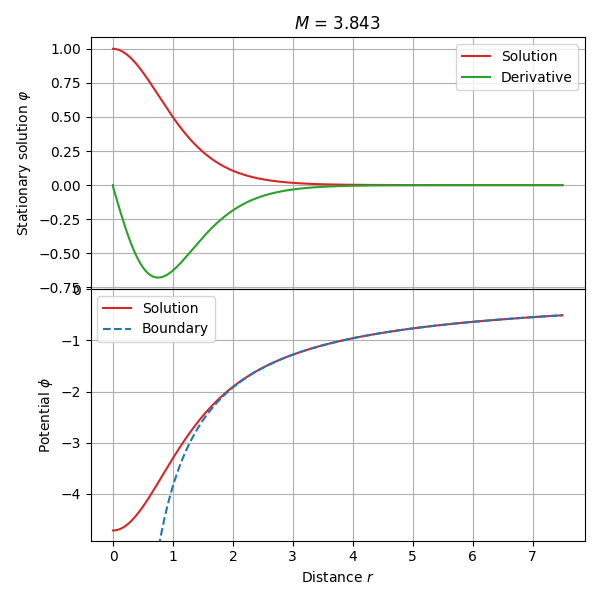 M = 3.843
Stationary solution φ
1.00
0.75
0.50
0.25
0.00
−0.25
−0.50
−0.75
Solution
Derivative
Potential ϕ
0
−1
−2
−3
−4
Solution
Boundary
0 1 2 3 4 5 6 7
Distance r